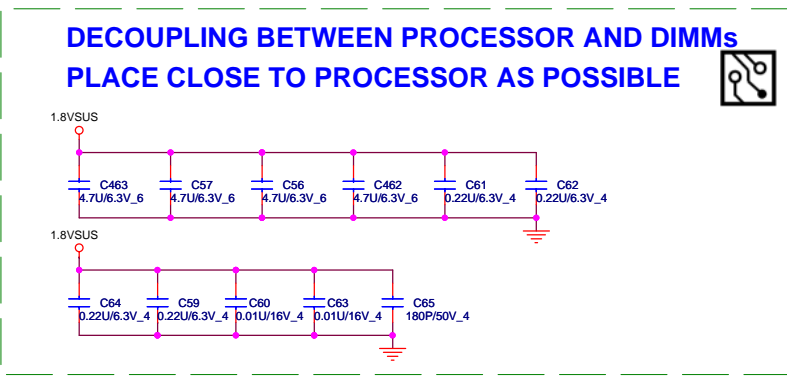 DECOUPLING BETWEEN PROCESSOR AND DIMMs
PLACE CLOSE TO PROCESSOR AS POSSIBLE
1.8VSUS
C463 C57 C56 C462 C61 C62
4.7U/6.3V_6 4.7U/6.3V_6 4.7U/6.3V_6 4.7U/6.3V_6 0.22U/6.3V_4 0.22U/6.3V_4
1.8VSUS
C64 C59 C60 C63 C65
0.22U/6.3V_4 0.22U/6.3V_4 0.01U/16V_4 0.01U/16V_4 180P/50V_4